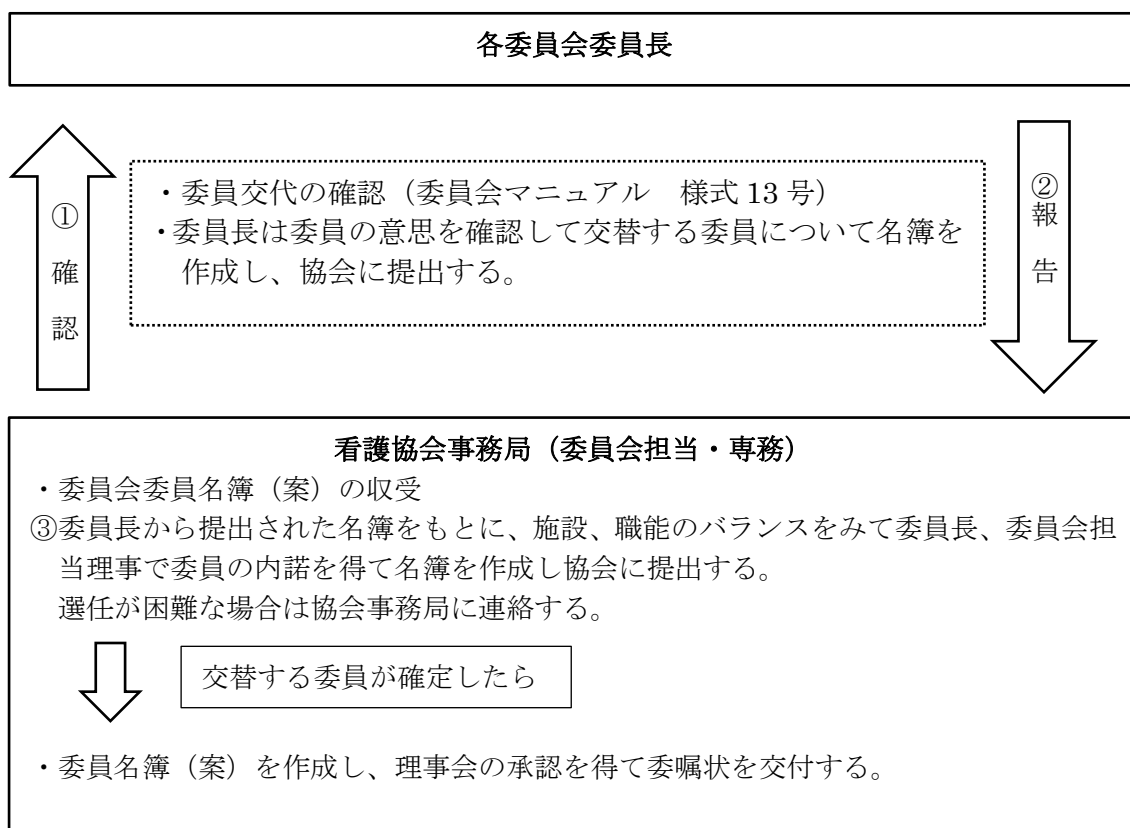 各委員会委員長
①確認
・委員交代の確認（委員会マニュアル　様式 13 号）
・委員長は委員の意思を確認して交替する委員について名簿を
作成し、協会に提出する。
②報告
看護協会事務局（委員会担当・専務）
・委員会委員名簿（案）の収受
③委員長から提出された名簿をもとに、施設、職能のバランスをみて委員長、委員会担
当理事で委員の内諾を得て名簿を作成し協会に提出する。
選任が困難な場合は協会事務局に連絡する。
交替する委員が確定したら
・委員名簿（案）を作成し、理事会の承認を得て委嘱状を交付する。